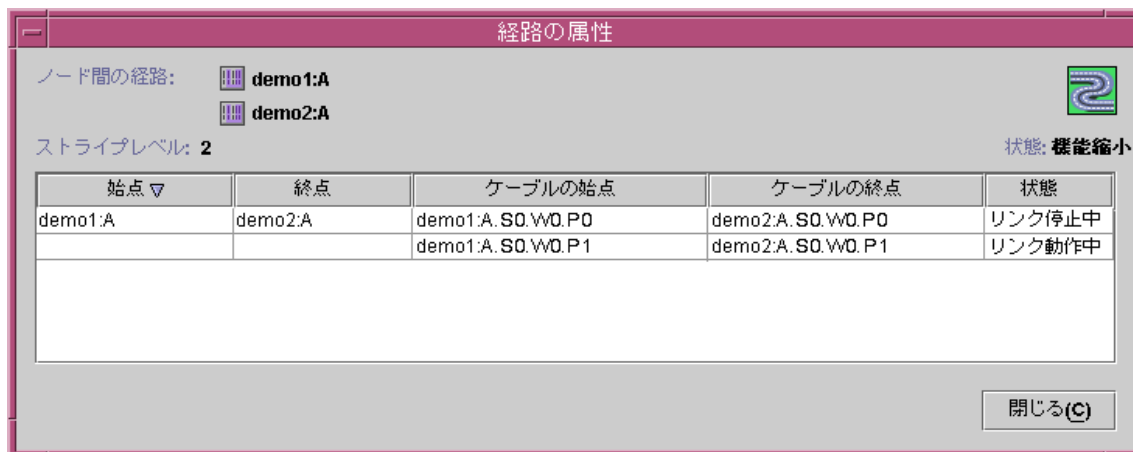 経路の属性
ノード間の経路: demo1:A
demo2:A
ストライプレベル: 2 状態: 機能縮小
始点 終点 ケーブルの始点 ケーブルの終点 状態
demo1:A demo2:A demo1:A.S0.W0.P0 demo2:A.S0.W0.P0 リンク停止中
demo1:A.S0.W0.P1 demo2:A.S0.W0.P1 リンク動作中
閉じる(C)